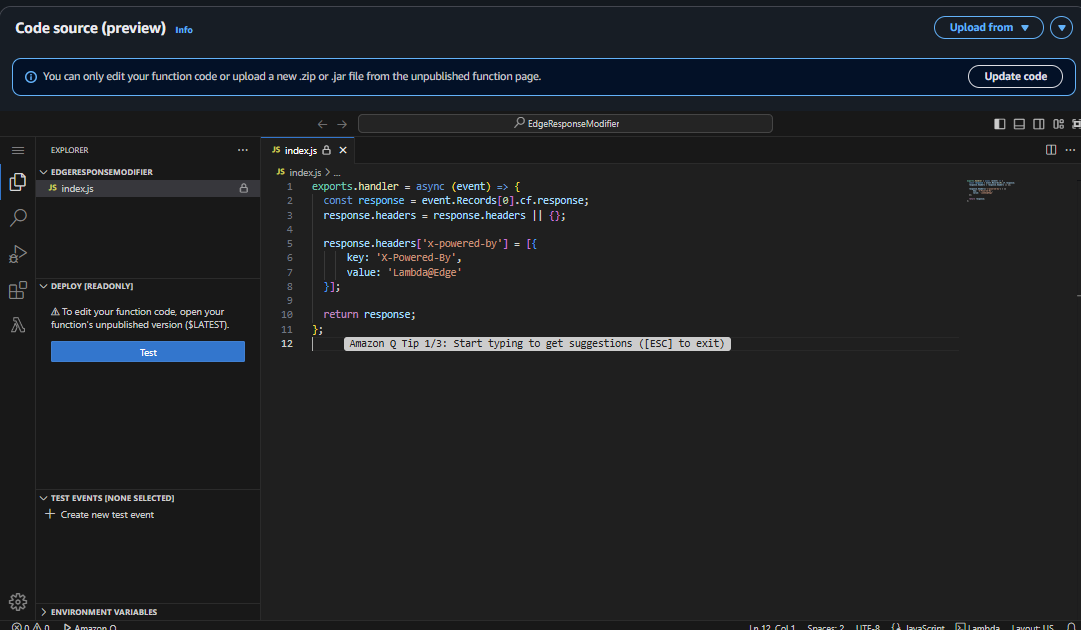 Code source (preview) Info
Upload from
You can only edit your function code or upload a new .zip or .jar file from the unpublished function page.
Update code
EdgeResponseModifier
EXPLORER
EDGERESPONSEMODIFIER
JS index.js
DEPLOY [READONLY]
To edit your function code, open your
function's unpublished version ($LATEST).
Test
TEST EVENTS [NONE SELECTED]
Create new test event
ENVIRONMENT VARIABLES
JS index.js
JS index.js > ...
1 exports.handler = async (event) => {
2 const response = event.Records[0].cf.response;
3 response.headers = response.headers || {};
4
5 response.headers['x-powered-by'] = [{
6 key: 'X-Powered-By',
7 value: 'Lambda@Edge'
8 }];
9
10 return response;
11 };
12 Amazon Q Tip 1/3: Start typing to get suggestions ([ESC] to exit)
0 0 Amazon Q Ln 12, Col 1 Spaces: 2 UTF-8 {} JavaScript Lambda Layout: US